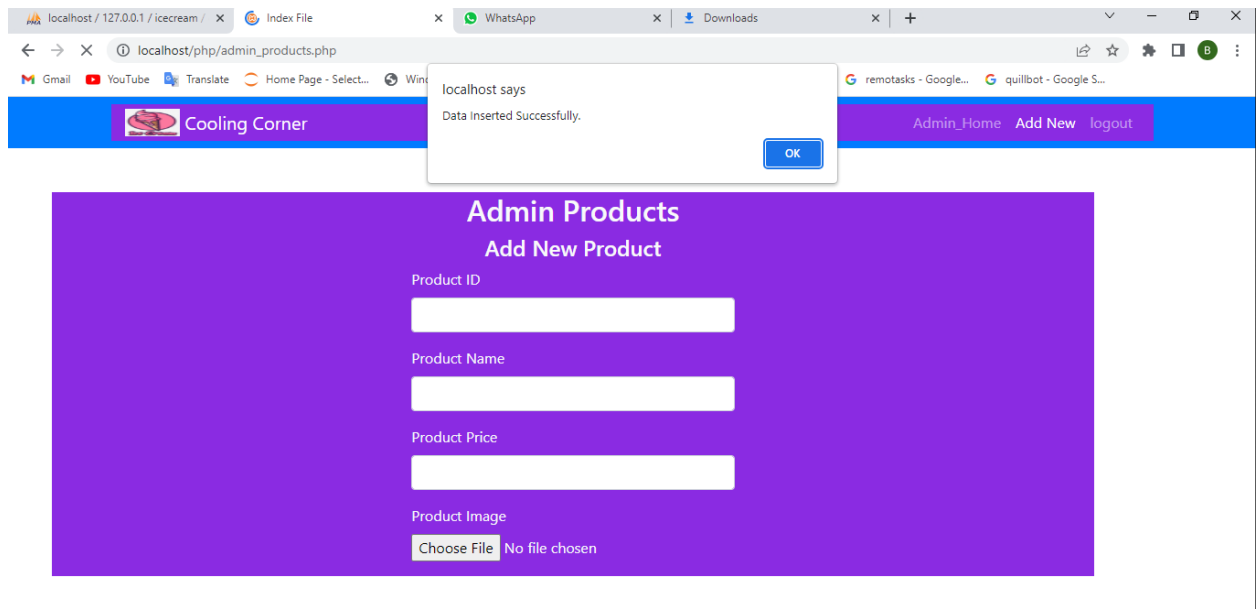 localhost / 127.0.0.1 / icecream /
Index File
WhatsApp
Downloads
localhost/php/admin_products.php
B
Gmail
YouTube
Translate
Home Page - Select...
Wind
remotasks - Google...
quillbot - Google S...
localhost says
Data Inserted Successfully.
OK
Cooling Corner
Admin_Home Add New logout
Admin Products
Add New Product
Product ID
Product Name
Product Price
Product Image
Choose File No file chosen